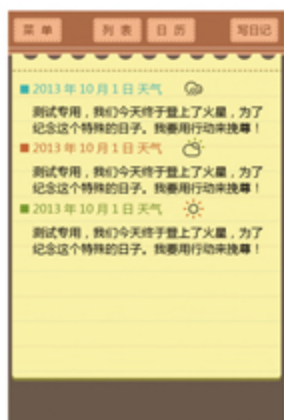 菜 单
列 表
日 历
写日记
2013 年 10 月 1 日 天气
测试专用，我们今天终于登上了火星，为了
纪念这个特殊的日子。我要用行动来挽尊！
2013 年 10 月 1 日 天气
测试专用，我们今天终于登上了火星，为了
纪念这个特殊的日子。我要用行动来挽尊！
2013 年 10 月 1 日 天气
测试专用，我们今天终于登上了火星，为了
纪念这个特殊的日子。我要用行动来挽尊！